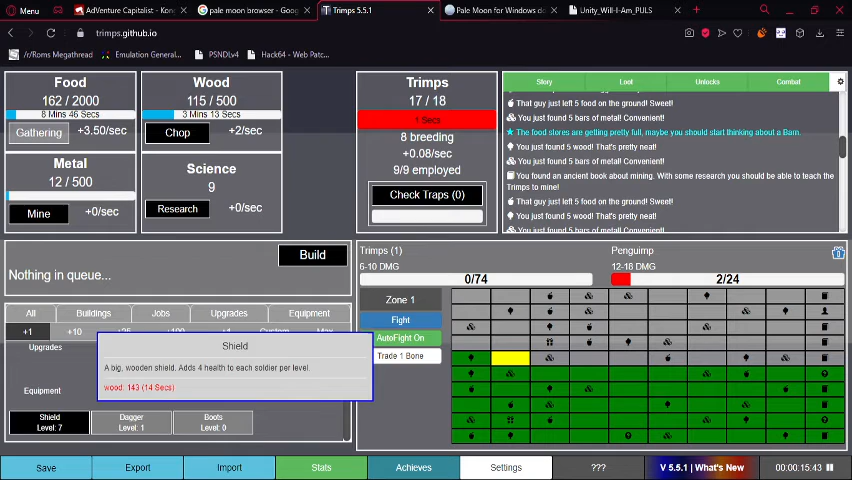 Menu
AdVenture Capitalist - Kong
pale moon browser - Goog
Trimps 5.5.1
Pale Moon for Windows do
Unity_Will-I-Am_PULS
trimps.github.io
/r/Roms Megathread
Emulation General...
PSNDLv4
Hack64 - Web Patc...
Food
162 / 2000
8 Mins 46 Secs
Gathering
+3.50/sec
Wood
115 / 500
3 Mins 13 Secs
Chop
+2/sec
Metal
12 / 500
Mine
+0/sec
Science
9
Research
+0/sec
Trimps
17 / 18
1 Secs
8 breeding
+0.08/sec
9/9 employed
Check Traps (0)
Story
Loot
Unlocks
Combat
That guy just left 5 food on the ground! Sweet!
You just found 5 wood! That's pretty neat!
You just found 5 bars of metal! Convenient!
The food stores are getting pretty full, maybe you should start thinking about a Barn.
You just found 5 wood! That's pretty neat!
You just found 5 bars of metal! Convenient!
You found an ancient book about mining. With some research you should be able to teach the
Trimps to mine!
That guy just left 5 food on the ground! Sweet!
You just found 5 wood! That's pretty neat!
You just found 5 bars of metal! Convenient!
Build
Nothing in queue...
All
Buildings
Jobs
Upgrades
Equipment
+1
+10
+25
+100
Custom
Max
Upgrades
Shield
A big, wooden shield. Adds 4 health to each soldier per level.
wood: 143 (14 Secs)
Equipment
Shield
Level: 7
Dagger
Level: 1
Boots
Level: 0
Trimps (1)
6-10 DMG
0/74
Penguimp
12-18 DMG
2/24
Zone 1
Fight
AutoFight On
Trade 1 Bone
Save
Export
Import
Stats
Achieves
Settings
???
V 5.5.1 | What's New
00:00:15:43